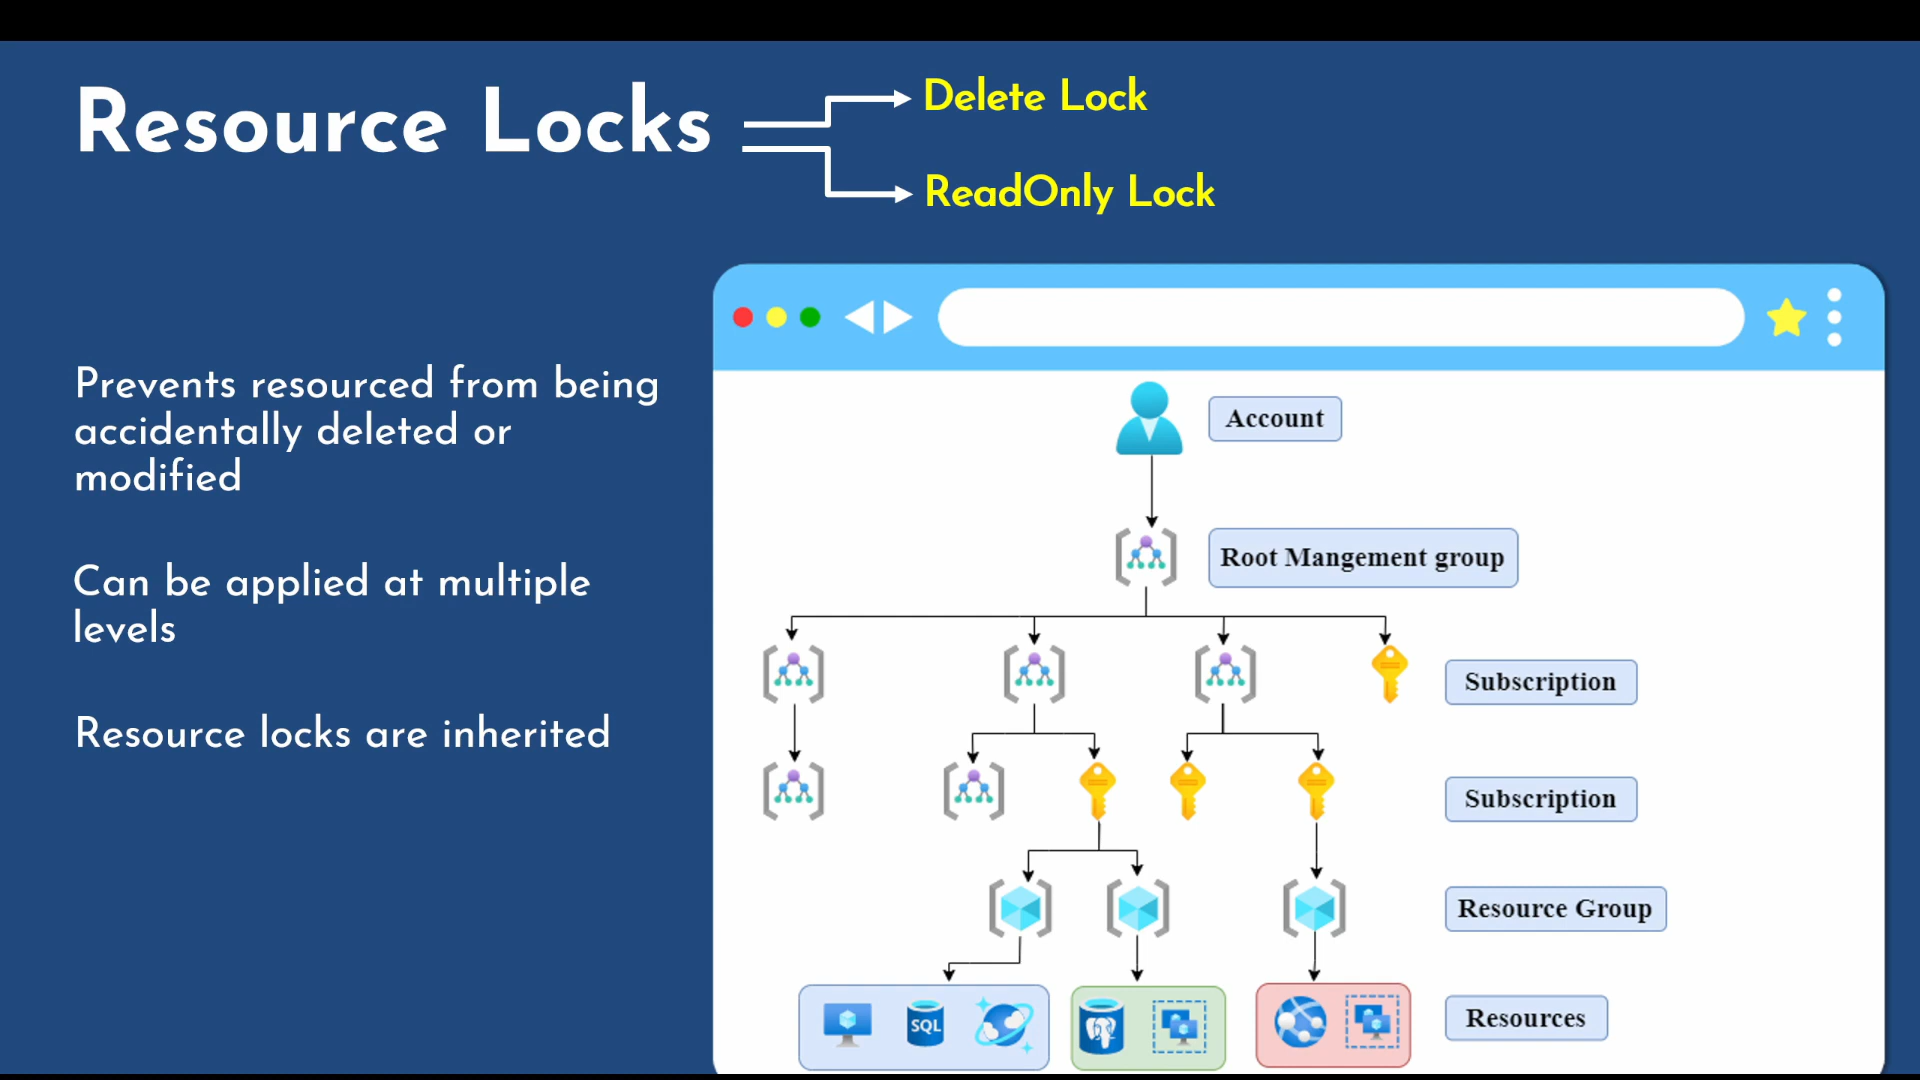 Resource Locks
Delete Lock
ReadOnly Lock
Prevents resourced from being
accidentally deleted or
modified
Can be applied at multiple
levels
Resource locks are inherited
Account
Root Mangement group
Subscription
Subscription
Resource Group
SQL
Resources